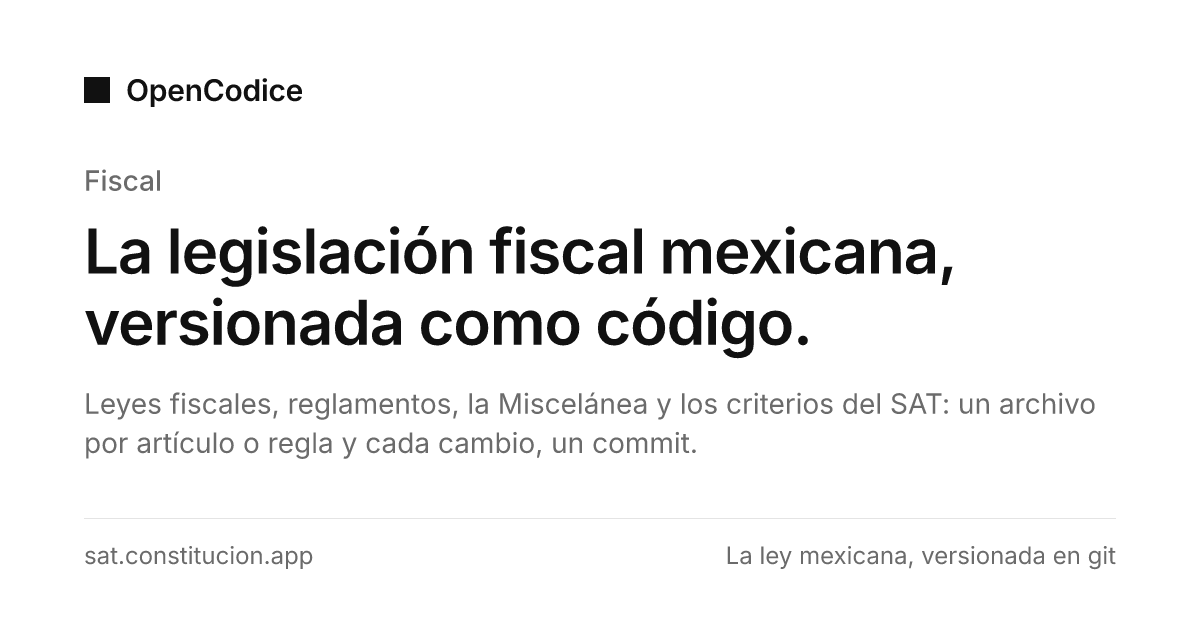 OpenCodice
Fiscal
La legislación fiscal mexicana,
versionada como código.
Leyes fiscales, reglamentos, la Miscelánea y los criterios del SAT: un archivo
por artículo o regla y cada cambio, un commit.
sat.constitucion.app
La ley mexicana, versionada en git